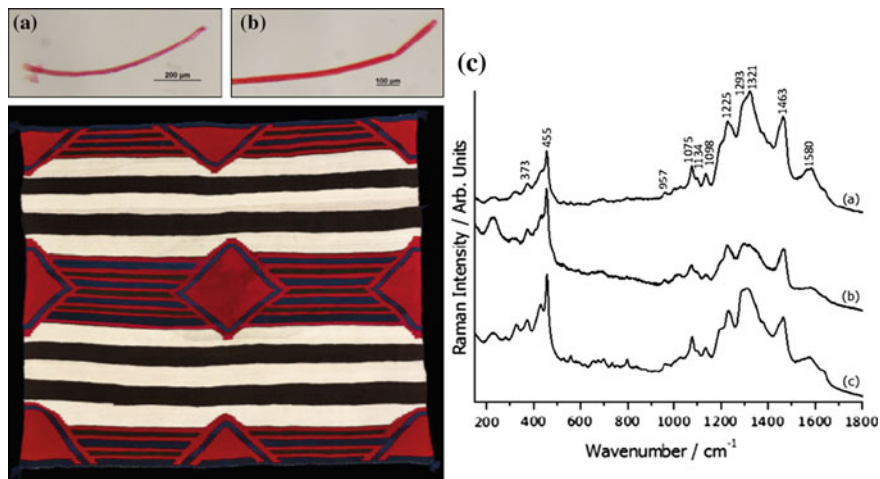 (a)
200 µm
(b)
100 µm
(c)
Raman Intensity / Arb. Units
373
455
957
1075
1134
1098
1225
1293
1321
1463
1580
(a)
(b)
(c)
200 400 600 800 1000 1200 1400 1600 1800
Wavenumber / cm⁻¹